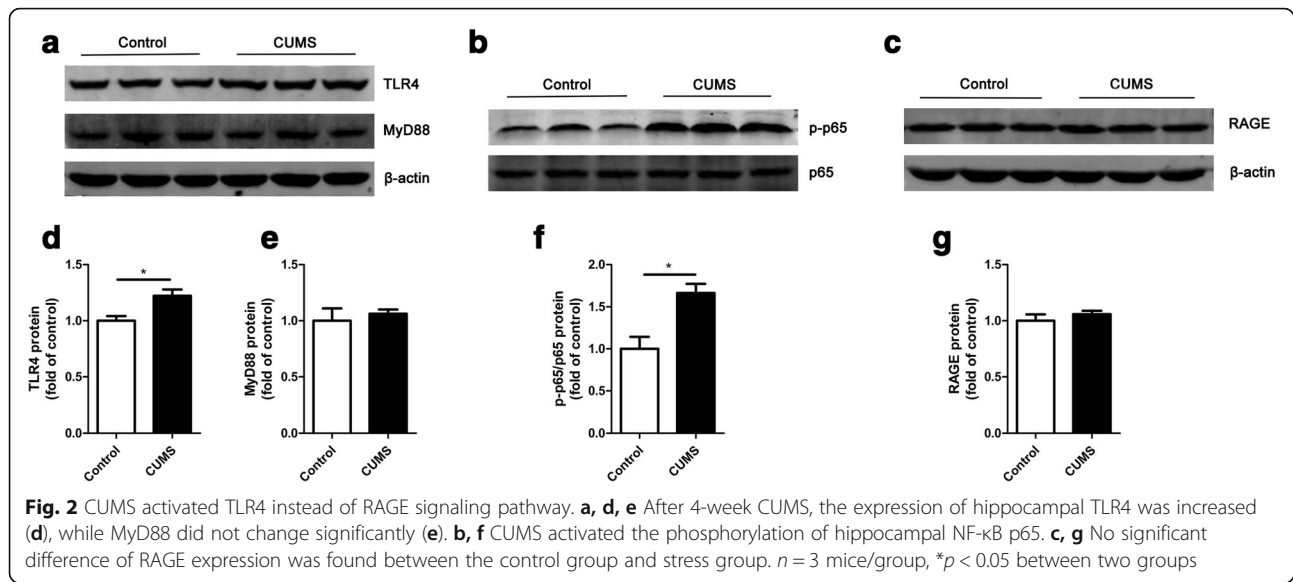 a
Control CUMS
TLR4
MyD88
β-actin
b
Control CUMS
p-p65
p65
c
Control CUMS
RAGE
β-actin
d
TLR4 protein
(fold of control)
1.5
1.0
0.5
0.0
*
Control
CUMS
e
MyD88 protein
(fold of control)
1.5
1.0
0.5
0.0
Control
CUMS
f
p-p65/p65 protein
(fold of control)
2.0
1.5
1.0
0.5
0.0
*
Control
CUMS
g
RAGE protein
(fold of control)
1.5
1.0
0.5
0.0
Control
CUMS
Fig. 2 CUMS activated TLR4 instead of RAGE signaling pathway. a, d, e After 4-week CUMS, the expression of hippocampal TLR4 was increased
(d), while MyD88 did not change significantly (e). b, f CUMS activated the phosphorylation of hippocampal NF-κB p65. c, g No significant
difference of RAGE expression was found between the control group and stress group. n = 3 mice/group, *p < 0.05 between two groups